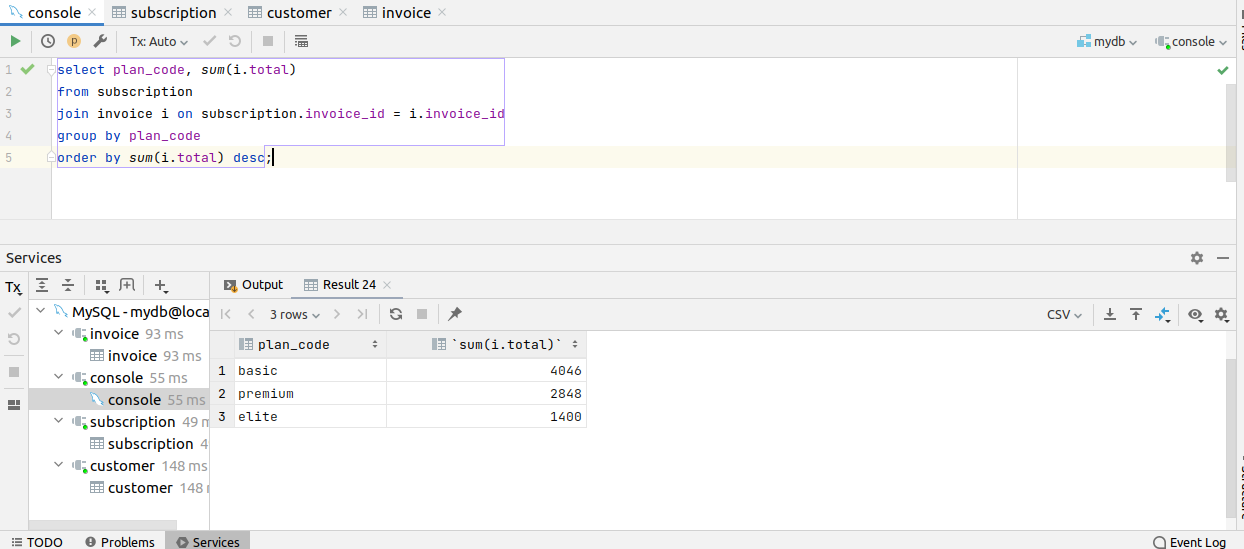 console subscription customer invoice
Tx: Auto mydb console
1 select plan_code, sum(i.total)
2 from subscription
3 join invoice i on subscription.invoice_id = i.invoice_id
4 group by plan_code
5 order by sum(i.total) desc;
Services
Tx Output Result 24
MySQL - mydb@loca 3 rows CSV
invoice 93 ms
invoice 93 ms
console 55 ms
console 55 ms
subscription 49 m
subscription 4
customer 148 ms
customer 148
plan_code `sum(i.total)`
1 basic 4046
2 premium 2848
3 elite 1400
TODO Problems Services Event Log